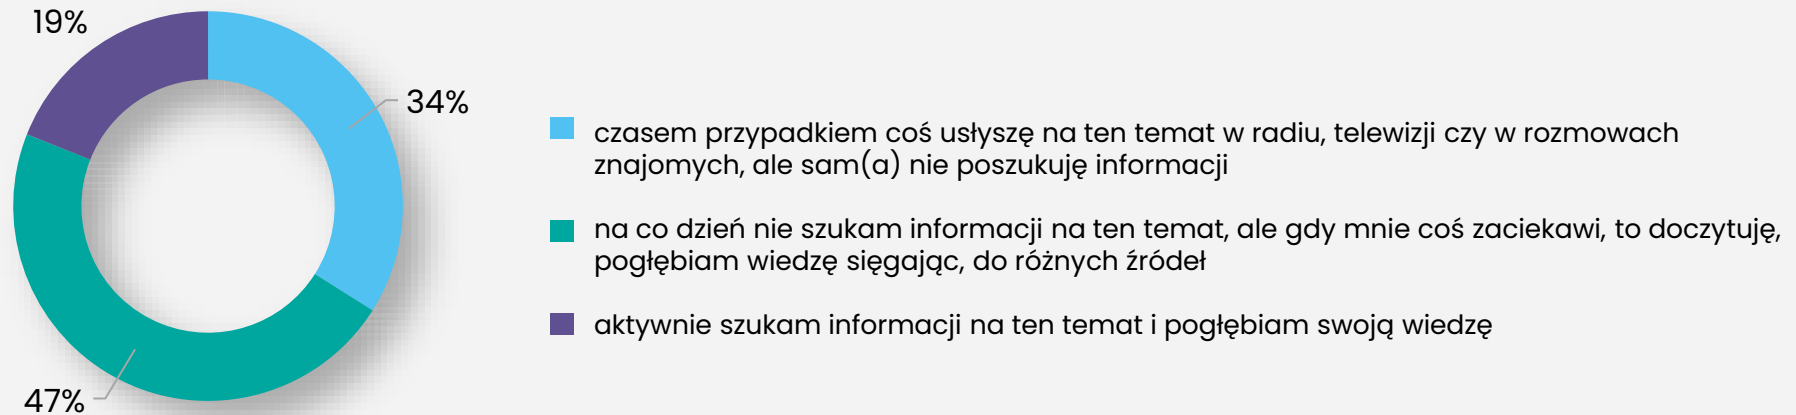 19%
34%
47%
czasem przypadkiem coś usłyszę na ten temat w radiu, telewizji czy w rozmowach
znajomych, ale sam(a) nie poszukuję informacji
na co dzień nie szukam informacji na ten temat, ale gdy mnie coś zaciekawi, to doczytuję,
pogłębiam wiedzę sięgając, do różnych źródeł
aktywnie szukam informacji na ten temat i pogłębiam swoją wiedzę